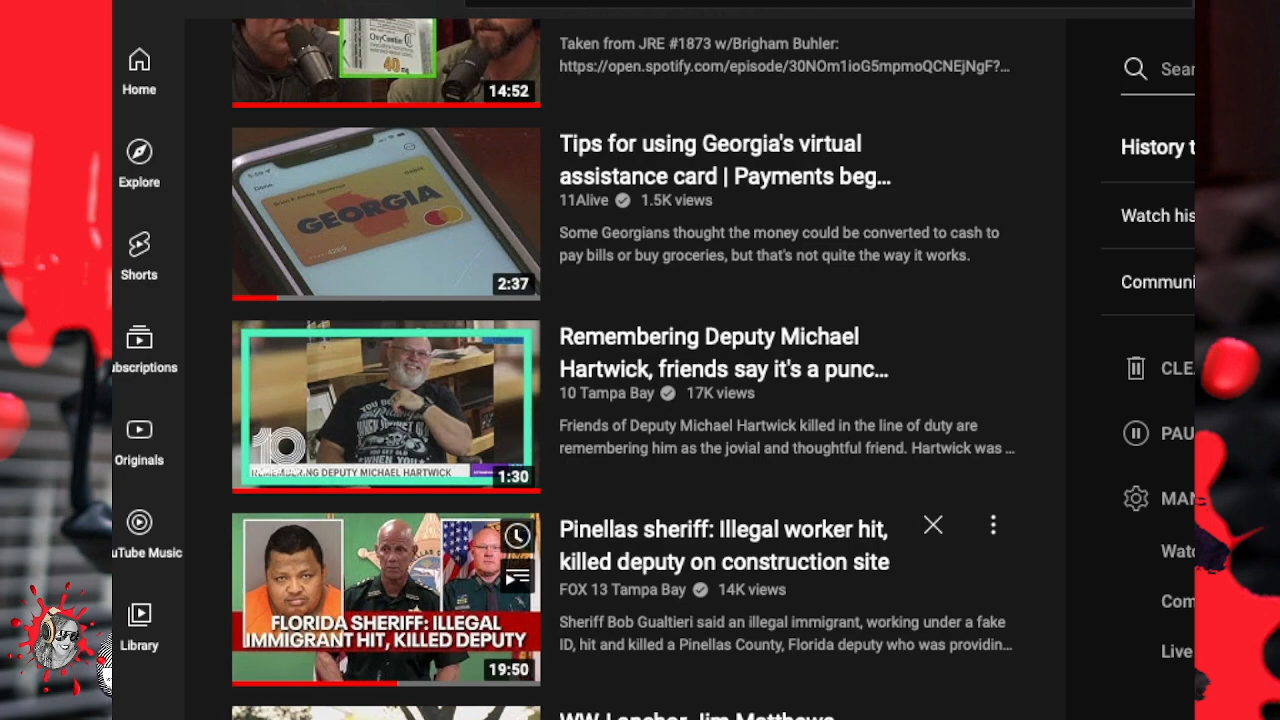 OxyContin
40 mg
14:52
Taken from JRE #1873 w/Brigham Buhler:
https://open.spotify.com/episode/30NOm1ioG5mpmoQCNEjNgF?...
Sear
Home
Explore
Shorts
ubscriptions
Originals
uTube Music
Library
Done
GEORGIA
2:37
Tips for using Georgia's virtual
assistance card | Payments beg...
11Alive 1.5K views
Some Georgians thought the money could be converted to cash to
pay bills or buy groceries, but that's not quite the way it works.
10
REMEMBERING DEPUTY MICHAEL HARTWICK
1:30
Remembering Deputy Michael
Hartwick, friends say it's a punc...
10 Tampa Bay 17K views
Friends of Deputy Michael Hartwick killed in the line of duty are
remembering him as the jovial and thoughtful friend. Hartwick was ...
FLORIDA SHERIFF: ILLEGAL
IMMIGRANT HIT, KILLED DEPUTY
19:50
Pinellas sheriff: Illegal worker hit,
killed deputy on construction site
FOX 13 Tampa Bay 14K views
Sheriff Bob Gualtieri said an illegal immigrant, working under a fake
ID, hit and killed a Pinellas County, Florida deputy who was providin...
History t
Watch his
Communi
CLE
PAU
MAN
Watc
Com
Live